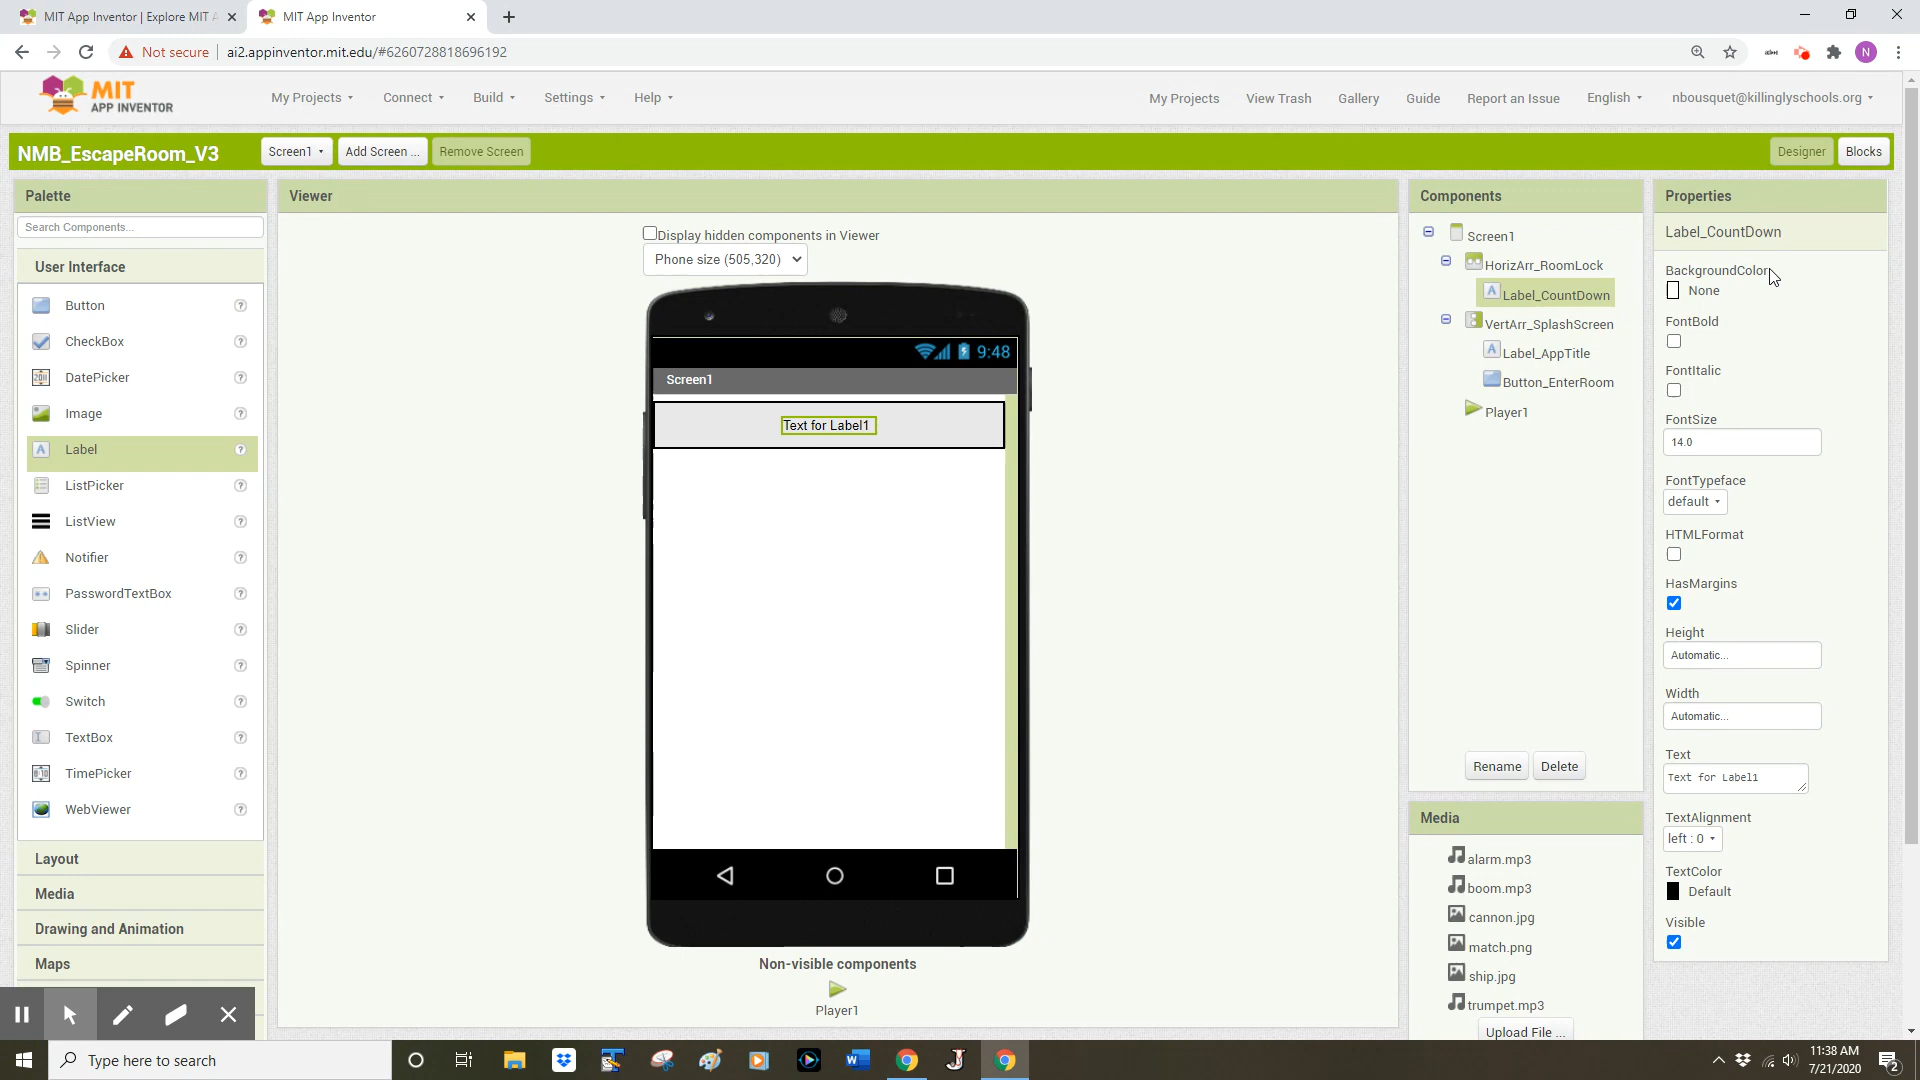 MIT App Inventor | Explore MIT A
MIT App Inventor
Not secure
ai2.appinventor.mit.edu/#6260728818696192
N
MIT
APP INVENTOR
My Projects
Connect
Build
Settings
Help
My Projects
View Trash
Gallery
Guide
Report an Issue
English
nbousquet@killinglyschools.org
NMB_EscapeRoom_V3
Screen1
Add Screen ...
Remove Screen
Designer
Blocks
Palette
Search Components...
User Interface
Button
CheckBox
DatePicker
Image
Label
ListPicker
ListView
Notifier
PasswordTextBox
Slider
Spinner
Switch
TextBox
TimePicker
WebViewer
Layout
Media
Drawing and Animation
Maps
Viewer
Display hidden components in Viewer
Phone size (505,320)
9:48
Screen1
Text for Label1
Non-visible components
Player1
Components
Screen1
HorizArr_RoomLock
Label_CountDown
VertArr_SplashScreen
Label_AppTitle
Button_EnterRoom
Player1
Rename
Delete
Media
alarm.mp3
boom.mp3
cannon.jpg
match.png
ship.jpg
trumpet.mp3
Upload File ...
Properties
Label_CountDown
BackgroundColor
None
FontBold
FontItalic
FontSize
14.0
FontTypeface
default
HTMLFormat
HasMargins
Height
Automatic...
Width
Automatic...
Text
Text for Label1
TextAlignment
left : 0
TextColor
Default
Visible
Type here to search
11:38 AM
7/21/2020
2